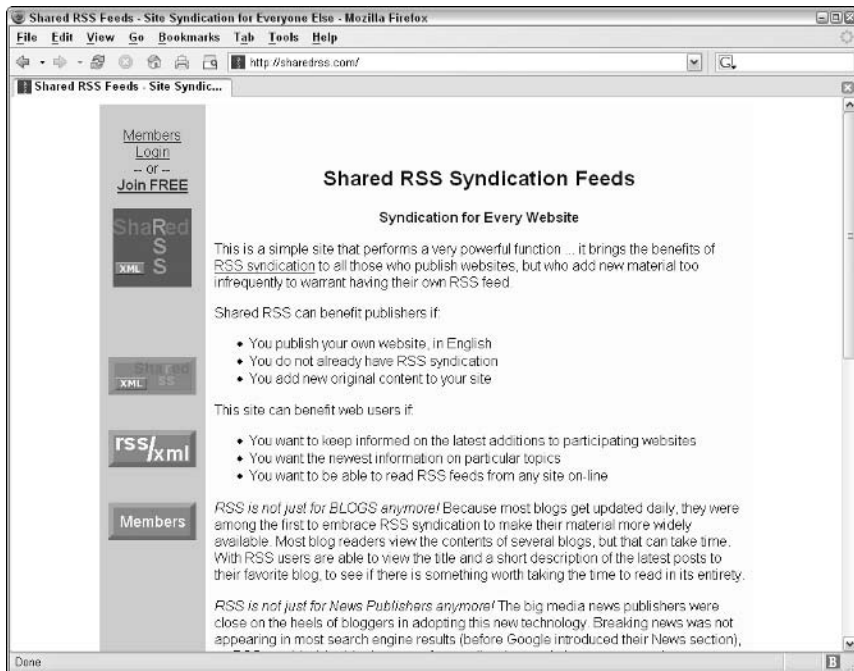 Shared RSS Feeds - Site Syndication for Everyone Else - Mozilla Firefox
File Edit View Go Bookmarks Tab Tools Help
http://sharedrss.com/
G.
Shared RSS Feeds - Site Syndic...
Members
Login
-- or --
Join FREE
ShaRed
S
XML S
Shared
XML SS
rss/xml
Members
Shared RSS Syndication Feeds
Syndication for Every Website
This is a simple site that performs a very powerful function ... it brings the benefits of
RSS syndication to all those who publish websites, but who add new material too
infrequently to warrant having their own RSS feed.
Shared RSS can benefit publishers if:
• You publish your own website, in English
• You do not already have RSS syndication
• You add new original content to your site
This site can benefit web users if:
• You want to keep informed on the latest additions to participating websites
• You want the newest information on particular topics
• You want to be able to read RSS feeds from any site on-line
RSS is not just for BLOGS anymore! Because most blogs get updated daily, they were
among the first to embrace RSS syndication to make their material more widely
available. Most blog readers view the contents of several blogs, but that can take time.
With RSS users are able to view the title and a short description of the latest posts to
their favorite blog, to see if there is something worth taking the time to read in its entirety.
RSS is not just for News Publishers anymore! The big media news publishers were
close on the heels of bloggers in adopting this new technology. Breaking news was not
appearing in most search engine results (before Google introduced their News section),
Done